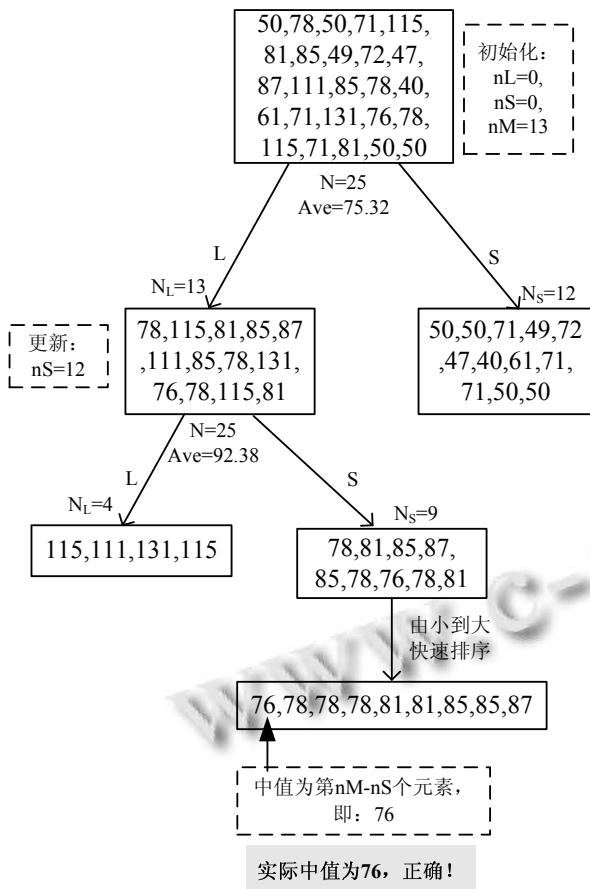 50,78,50,71,115,
81,85,49,72,47,
87,111,85,78,40,
61,71,131,76,78,
115,71,81,50,50
初始化：
nL=0,
nS=0,
nM=13
N=25
Ave=75.32
L
S
N_L=13
N_S=12
更新：
nS=12
78,115,81,85,87
,111,85,78,131,
76,78,115,81
50,50,71,49,72
,47,40,61,71,
71,50,50
N=25
Ave=92.38
L
S
N_L=4
N_S=9
115,111,131,115
78,81,85,87,
85,78,76,78,81
由小到大
快速排序
www.c-
76,78,78,78,81,81,85,85,87
中值为第nM-nS个元素，
即：76
实际中值为76，正确！